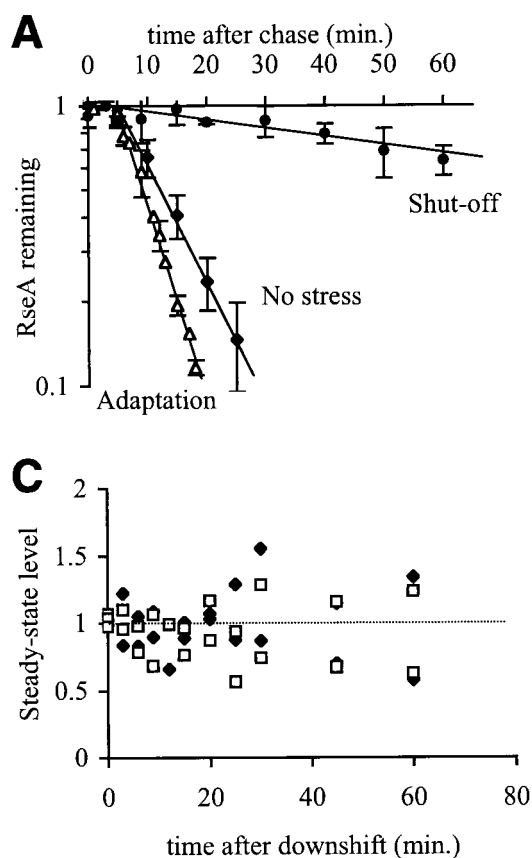 A
time after chase (min.)
0 10 20 30 40 50 60
1
RseA remaining
Shut-off
No stress
0.1
Adaptation
C
2
1.5
Steady-state level
1
0.5
0
0 20 40 60 80
time after downshift (min.)